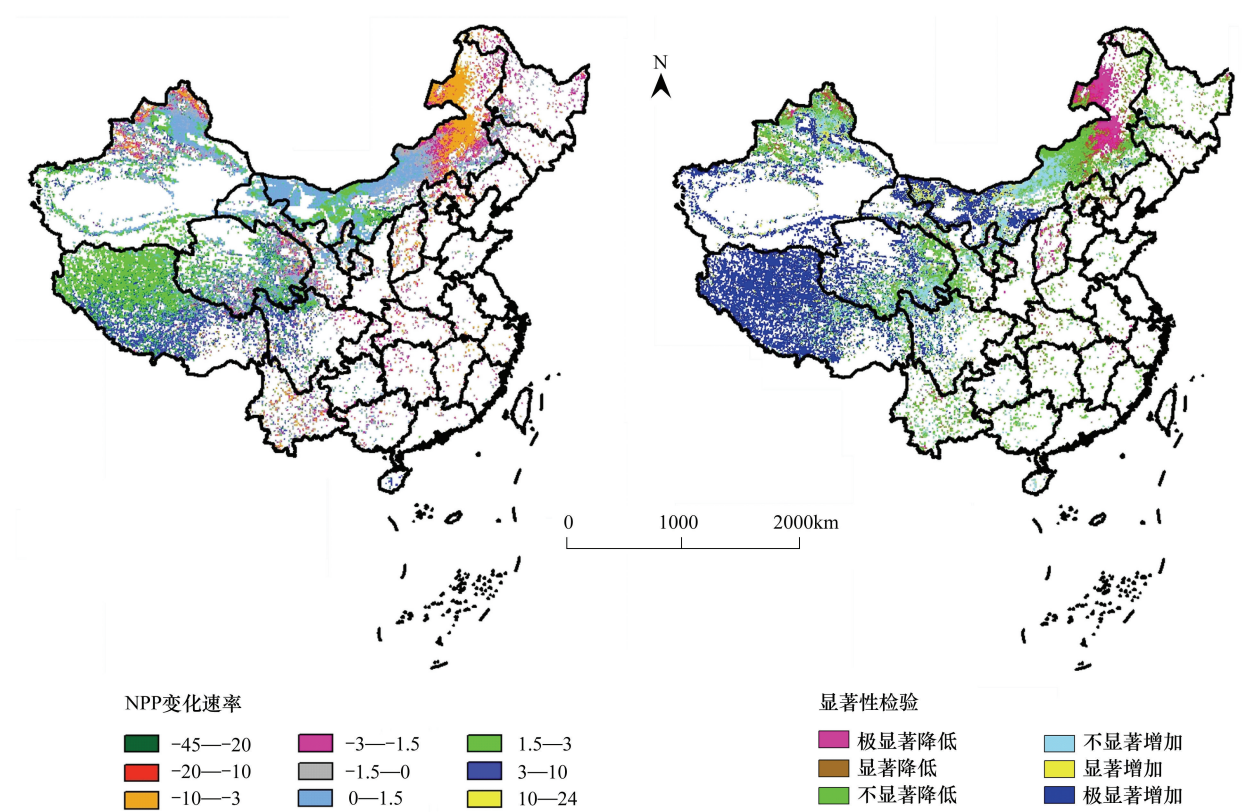 N
0 1000 2000km
NPP变化速率
-45—-20
-20—-10
-10—-3
-3—-1.5
-1.5—0
0—1.5
1.5—3
3—10
10—24
显著性检验
极显著降低
显著降低
不显著降低
不显著增加
显著增加
极显著增加